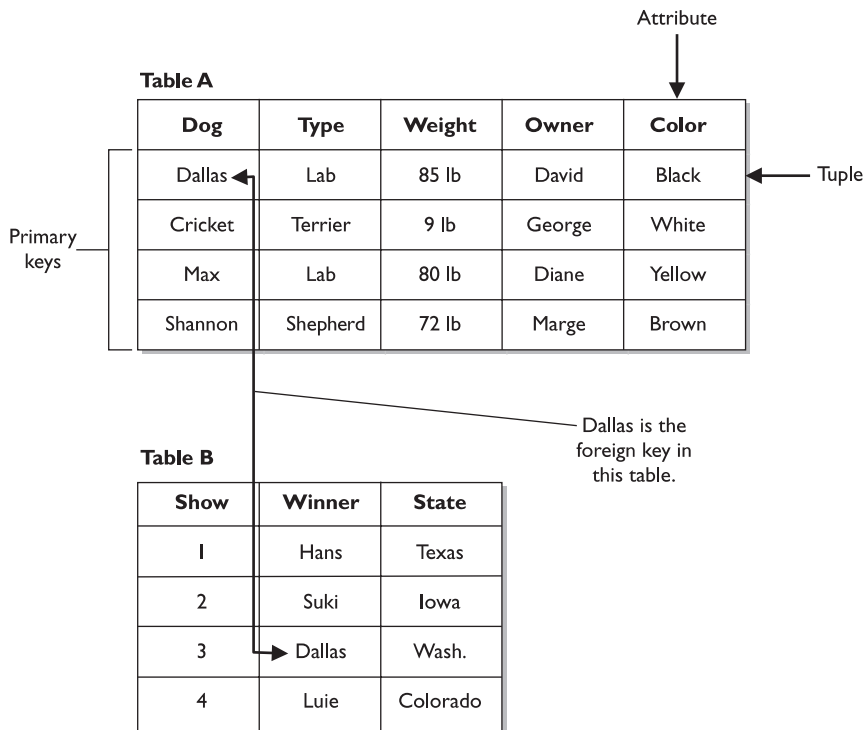 Attribute
Table A
Dog Type Weight Owner Color
Dallas Lab 85 lb David Black
Tuple
Cricket Terrier 9 lb George White
Primary
keys
Max Lab 80 lb Diane Yellow
Shannon Shepherd 72 lb Marge Brown
Dallas is the
foreign key in
this table.
Table B
Show Winner State
1 Hans Texas
2 Suki Iowa
3 Dallas Wash.
4 Luie Colorado